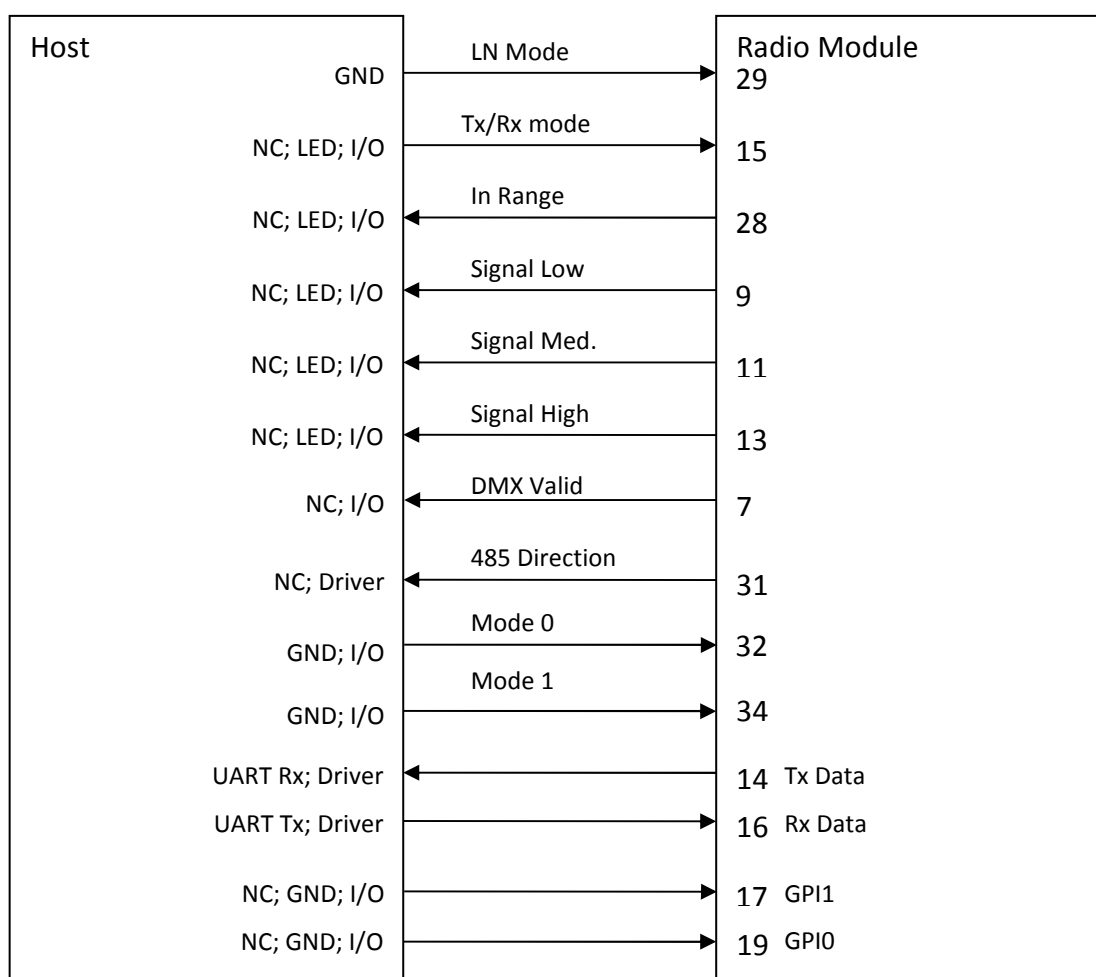 Host Radio Module
LN Mode
GND 29
Tx/Rx mode
NC; LED; I/O 15
In Range
NC; LED; I/O 28
Signal Low
NC; LED; I/O 9
Signal Med.
NC; LED; I/O 11
Signal High
NC; LED; I/O 13
DMX Valid
NC; I/O 7
485 Direction
NC; Driver 31
Mode 0
GND; I/O 32
Mode 1
GND; I/O 34
UART Rx; Driver 14 Tx Data
UART Tx; Driver 16 Rx Data
NC; GND; I/O 17 GPI1
NC; GND; I/O 19 GPI0